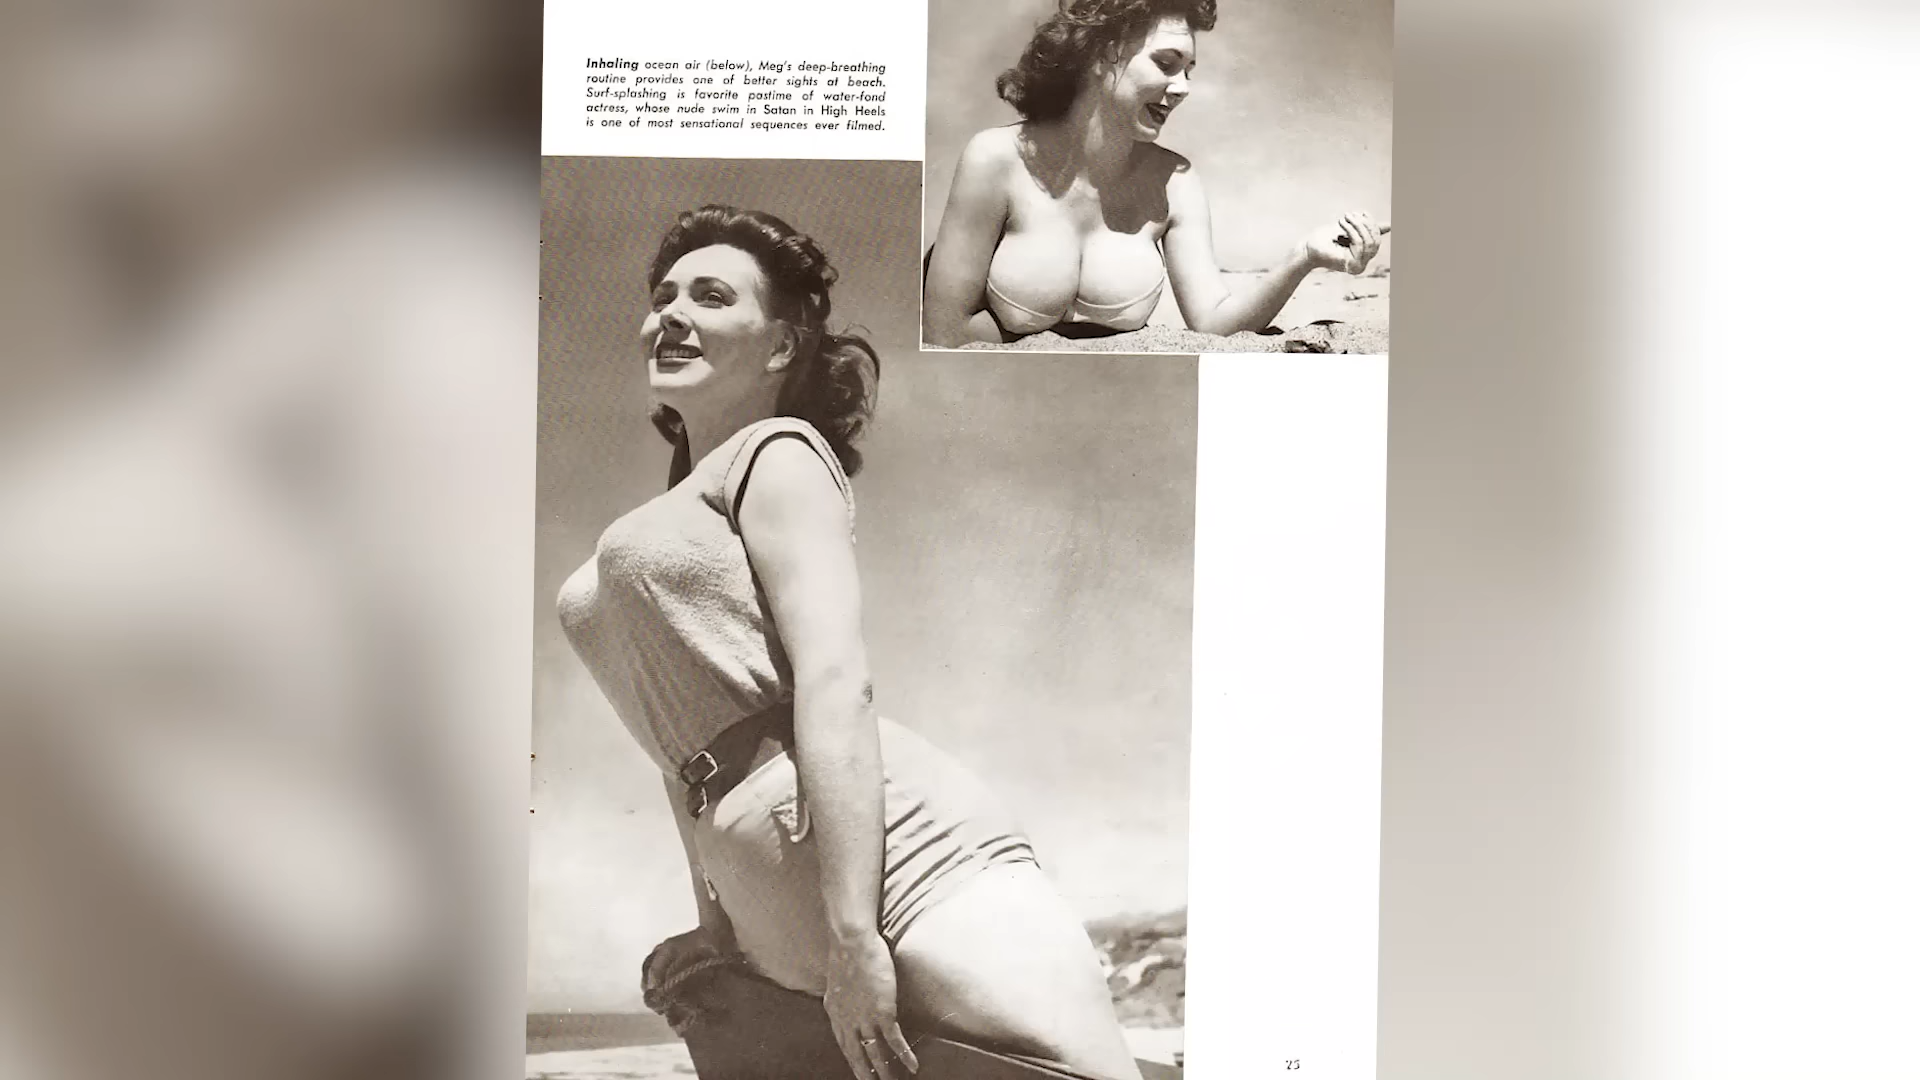 Inhaling ocean air (below), Meg's deep-breathing
routine provides one of better sights at beach.
Surf-splashing is favorite pastime of water-fond
actress, whose nude swim in Satan in High Heels
is one of most sensational sequences ever filmed.
25